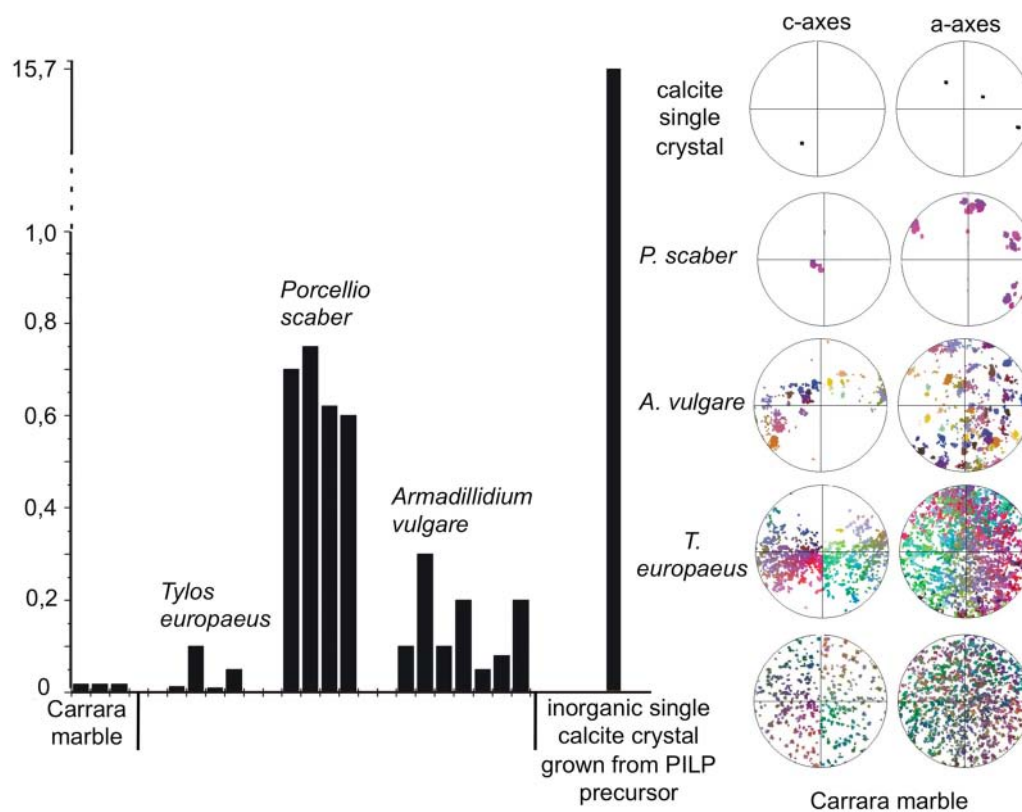 c-axes
a-axes
15,7
1,0
0,8
0,6
0,4
0,2
0
Porcellio
scaber
Armadillidium
vulgare
Tylos
europaeus
Carrara
marble
inorganic single
calcite crystal
grown from PILP
precursor
calcite
single
crystal
P. scaber
A. vulgare
T.
europaeus
Carrara marble